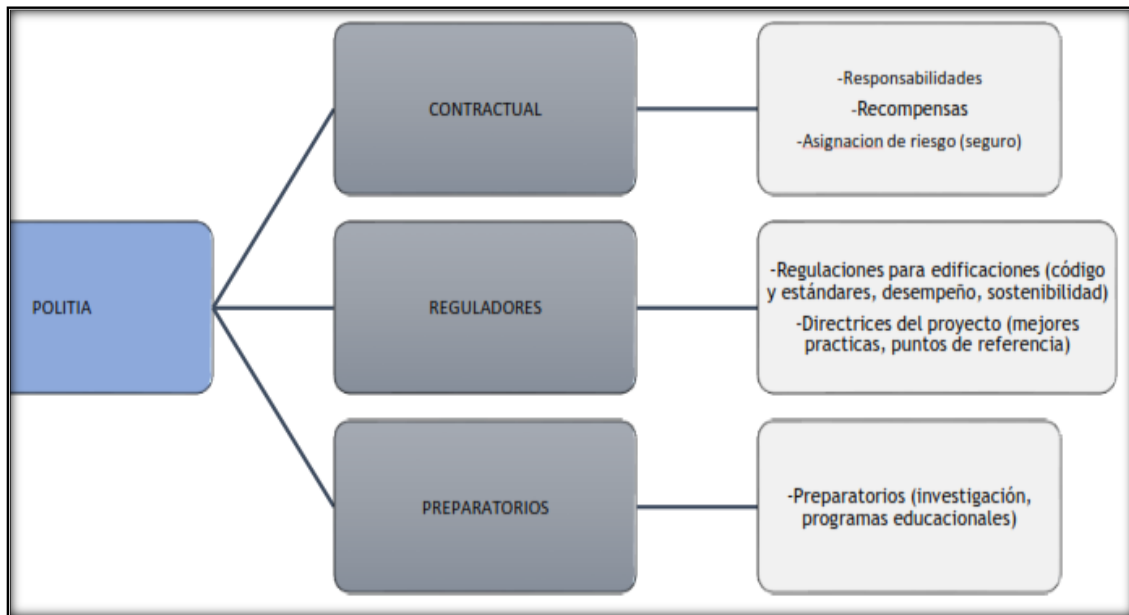 POLITIA
CONTRACTUAL
-Responsabilidades
-Recompensas
-Asignacion de riesgo (seguro)
REGULADORES
-Regulaciones para edificaciones (código
y estándares, desempeño, sostenibilidad)
-Directrices del proyecto (mejores
practicas, puntos de referencia)
PREPARATORIOS
-Preparatorios (investigación,
programas educacionales)